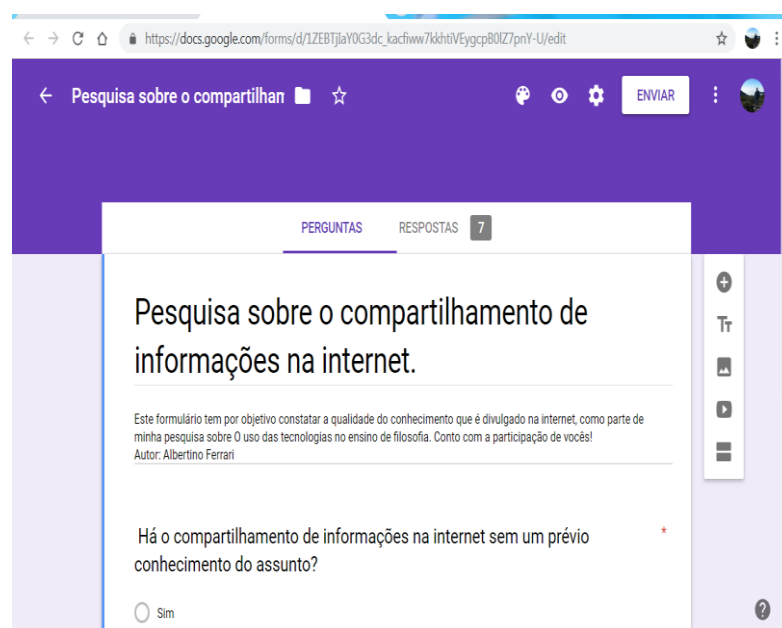 https://docs.google.com/forms/d/1ZEBTjIaY0G3dc_kacfiww7kkhtiVEygcpB0lZ7pnY-U/edit
Pesquisa sobre o compartilhan
ENVIAR
PERGUNTAS RESPOSTAS 7
Pesquisa sobre o compartilhamento de
informações na internet.
Este formulário tem por objetivo constatar a qualidade do conhecimento que é divulgado na internet, como parte de
minha pesquisa sobre O uso das tecnologias no ensino de filosofia. Conto com a participação de vocês!
Autor: Albertino Ferrari
Há o compartilhamento de informações na internet sem um prévio *
conhecimento do assunto?
Sim